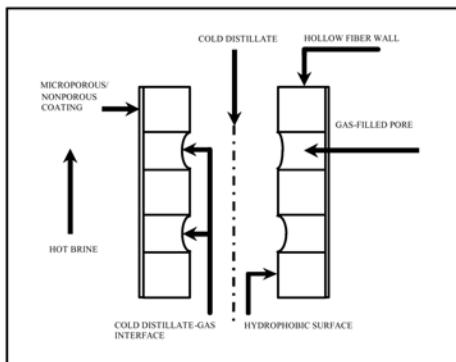 COLD DISTILLATE
HOLLOW FIBER WALL
MICROPOROUS/
NONPOROUS
COATING
GAS-FILLED PORE
HOT BRINE
COLD DISTILLATE-GAS
INTERFACE
HYDROPHOBIC SURFACE